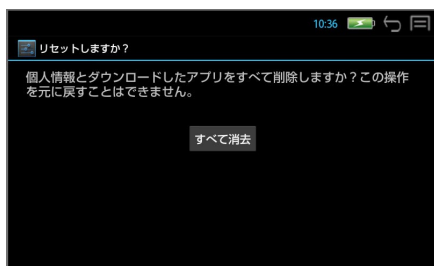 10:36
リセットしますか？
個人情報とダウンロードしたアプリをすべて削除しますか？この操作
を元に戻すことはできません。
すべて消去